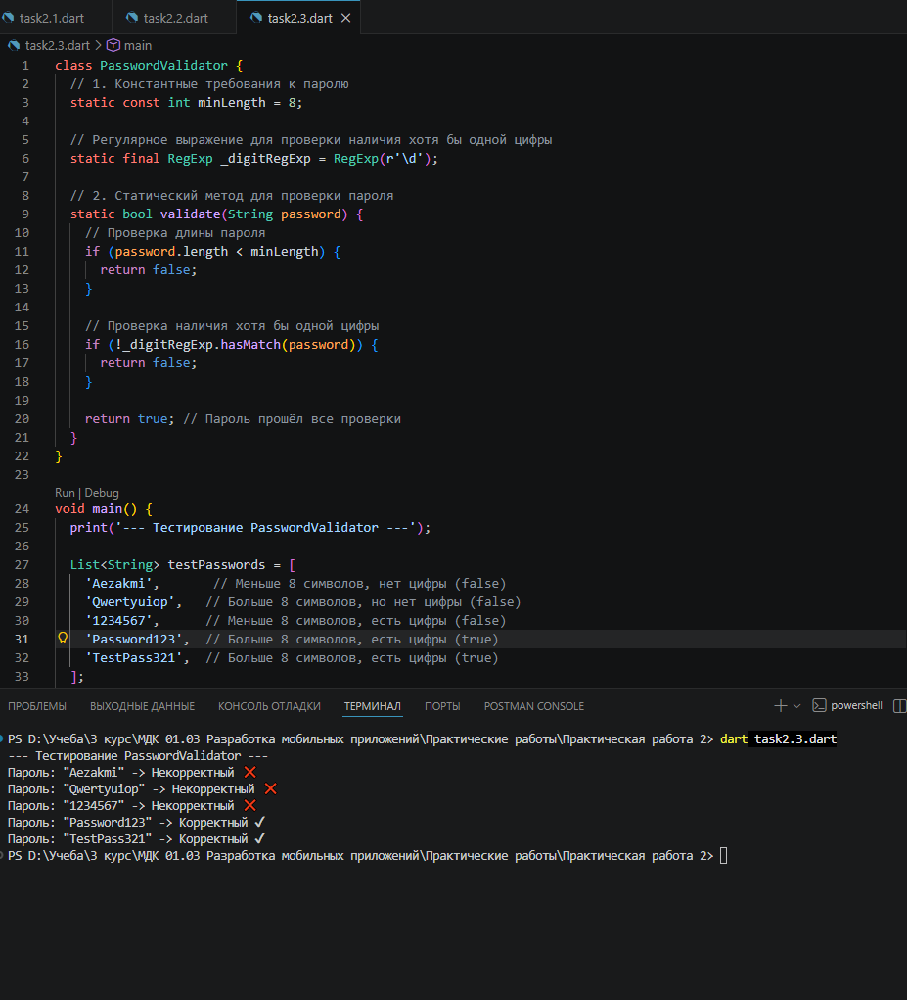 task2.1.dart task2.2.dart task2.3.dart
task2.3.dart > main
1 class PasswordValidator {
2 // 1. Константные требования к паролю
3 static const int minLength = 8;
4
5 // Регулярное выражение для проверки наличия хотя бы одной цифры
6 static final RegExp _digitRegExp = RegExp(r'\d');
7
8 // 2. Статический метод для проверки пароля
9 static bool validate(String password) {
10 // Проверка длины пароля
11 if (password.length < minLength) {
12 return false;
13 }
14
15 // Проверка наличия хотя бы одной цифры
16 if (!_digitRegExp.hasMatch(password)) {
17 return false;
18 }
19
20 return true; // Пароль прошёл все проверки
21 }
22 }
23
Run | Debug
24 void main() {
25 print('--- Тестирование PasswordValidator ---');
26
27 List<String> testPasswords = [
28 'Aezakmi', // Меньше 8 символов, нет цифры (false)
29 'Qwertyuiop', // Больше 8 символов, но нет цифры (false)
30 '1234567', // Меньше 8 символов, есть цифры (false)
31 'Password123', // Больше 8 символов, есть цифры (true)
32 'TestPass321', // Больше 8 символов, есть цифры (true)
33 ];
ПРОБЛЕМЫ ВЫХОДНЫЕ ДАННЫЕ КОНСОЛЬ ОТЛАДКИ ТЕРМИНАЛ ПОРТЫ POSTMAN CONSOLE powershell
PS D:\Учеба\3 курс\МДК 01.03 Разработка мобильных приложений\Практические работы\Практическая работа 2> dart task2.3.dart
--- Тестирование PasswordValidator ---
Пароль: "Aezakmi" -> Некорректный ❌
Пароль: "Qwertyuiop" -> Некорректный ❌
Пароль: "1234567" -> Некорректный ❌
Пароль: "Password123" -> Корректный ✔
Пароль: "TestPass321" -> Корректный ✔
PS D:\Учеба\3 курс\МДК 01.03 Разработка мобильных приложений\Практические работы\Практическая работа 2>